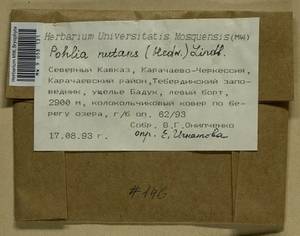 Herbarium Universitatis Mosquensis (MW)
Pohlia nutans (Hedw.) Lindb.
Северный Кавказ, Карачаево-Черкессия,
Карачаевский район, Тебердинский запо-
ведник, ущелье Бадук, левый борт,
2900 м, колокольчиковый ковер по бе-
регу озера, г/б оп. 62/93
Собр. В.Г.Онипченко
17.08.93 г. опр. Е. Игнатова
#146